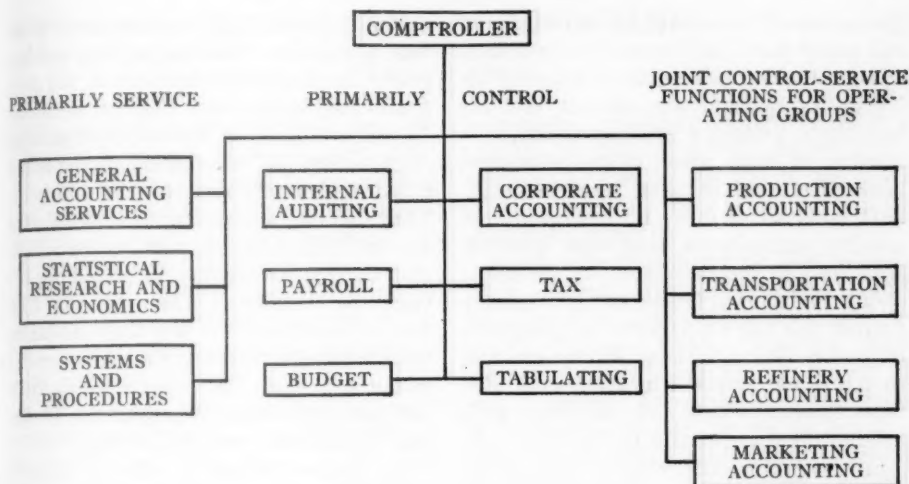 COMPTROLLER
PRIMARILY SERVICE
PRIMARILY CONTROL
JOINT CONTROL-SERVICE
FUNCTIONS FOR OPER-
ATING GROUPS
GENERAL
ACCOUNTING
SERVICES
STATISTICAL
RESEARCH AND
ECONOMICS
SYSTEMS
AND
PROCEDURES
INTERNAL
AUDITING
PAYROLL
BUDGET
CORPORATE
ACCOUNTING
TAX
TABULATING
PRODUCTION
ACCOUNTING
TRANSPORTATION
ACCOUNTING
REFINERY
ACCOUNTING
MARKETING
ACCOUNTING